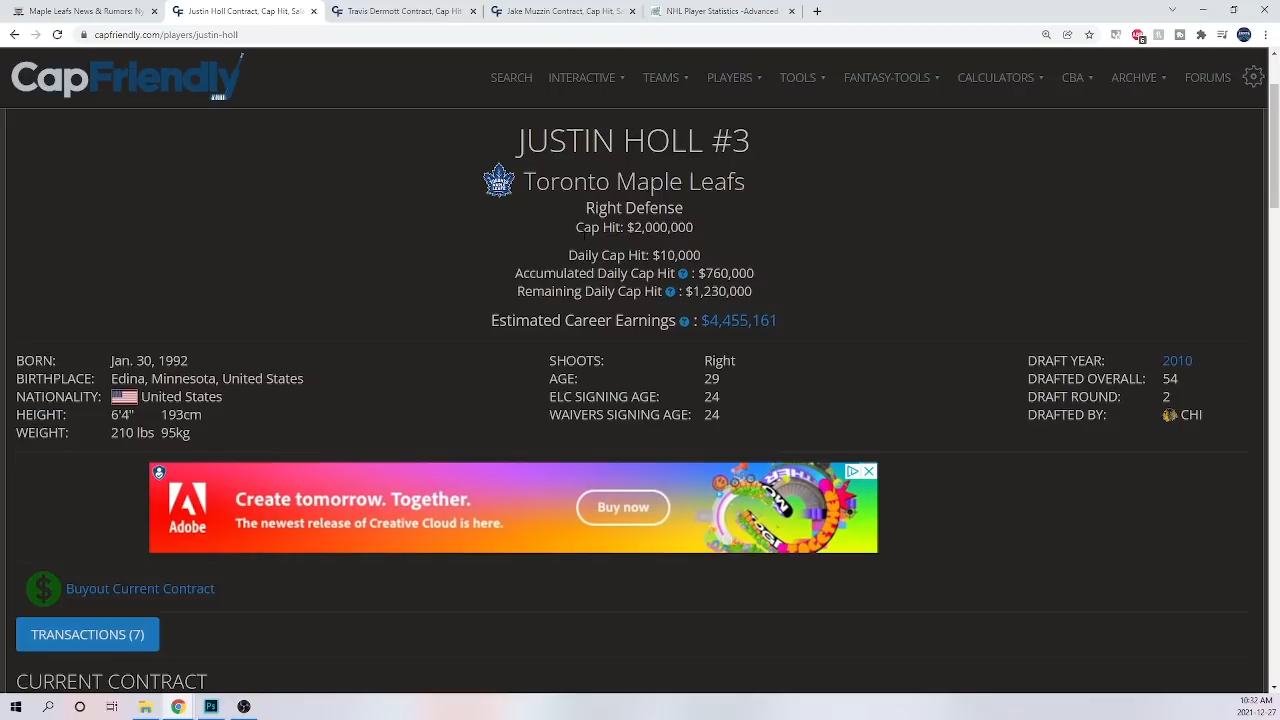 Maple Leafs News & Rumors: Ny
Justin Holl Contract, Cap Hit, Sala
Travis Dermott Contract, Cap Hit,
Jake Muzzin Contract, Cap Hit, Sa
NHL Player Statistics -Advanced
capfriendly.com/players/justin-holl
CapFriendly
SEARCH INTERACTIVE TEAMS PLAYERS TOOLS FANTASY-TOOLS CALCULATORS CBA ARCHIVE FORUMS
JUSTIN HOLL #3
Toronto Maple Leafs
Right Defense
Cap Hit: $2,000,000
Daily Cap Hit: $10,000
Accumulated Daily Cap Hit ? : $760,000
Remaining Daily Cap Hit ? : $1,230,000
Estimated Career Earnings ? : $4,455,161
BORN: Jan. 30, 1992
BIRTHPLACE: Edina, Minnesota, United States
NATIONALITY: United States
HEIGHT: 6'4" 193cm
WEIGHT: 210 lbs 95kg
SHOOTS: Right
AGE: 29
ELC SIGNING AGE: 24
WAIVERS SIGNING AGE: 24
DRAFT YEAR: 2010
DRAFTED OVERALL: 54
DRAFT ROUND: 2
DRAFTED BY: CHI
Adobe
Create tomorrow. Together.
The newest release of Creative Cloud is here.
Buy now
$ Buyout Current Contract
TRANSACTIONS (7)
CURRENT CONTRACT
Ps
10:32 AM
2021-12-27